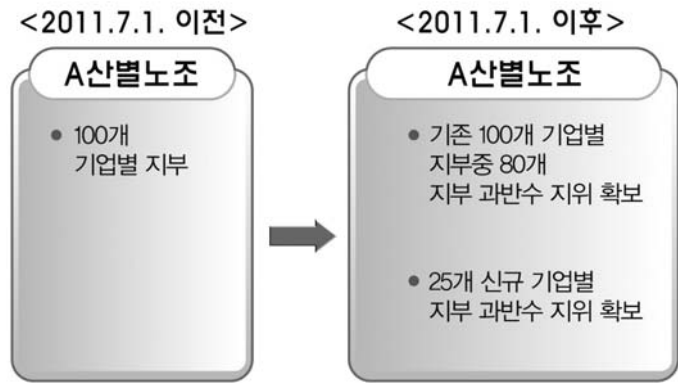 <2011.7.1. 이전>
A산별노조
• 100개
기업별 지부
<2011.7.1. 이후>
A산별노조
• 기존 100개 기업별
지부중 80개
지부 과반수 지위 확보
• 25개 신규 기업별
지부 과반수 지위 확보